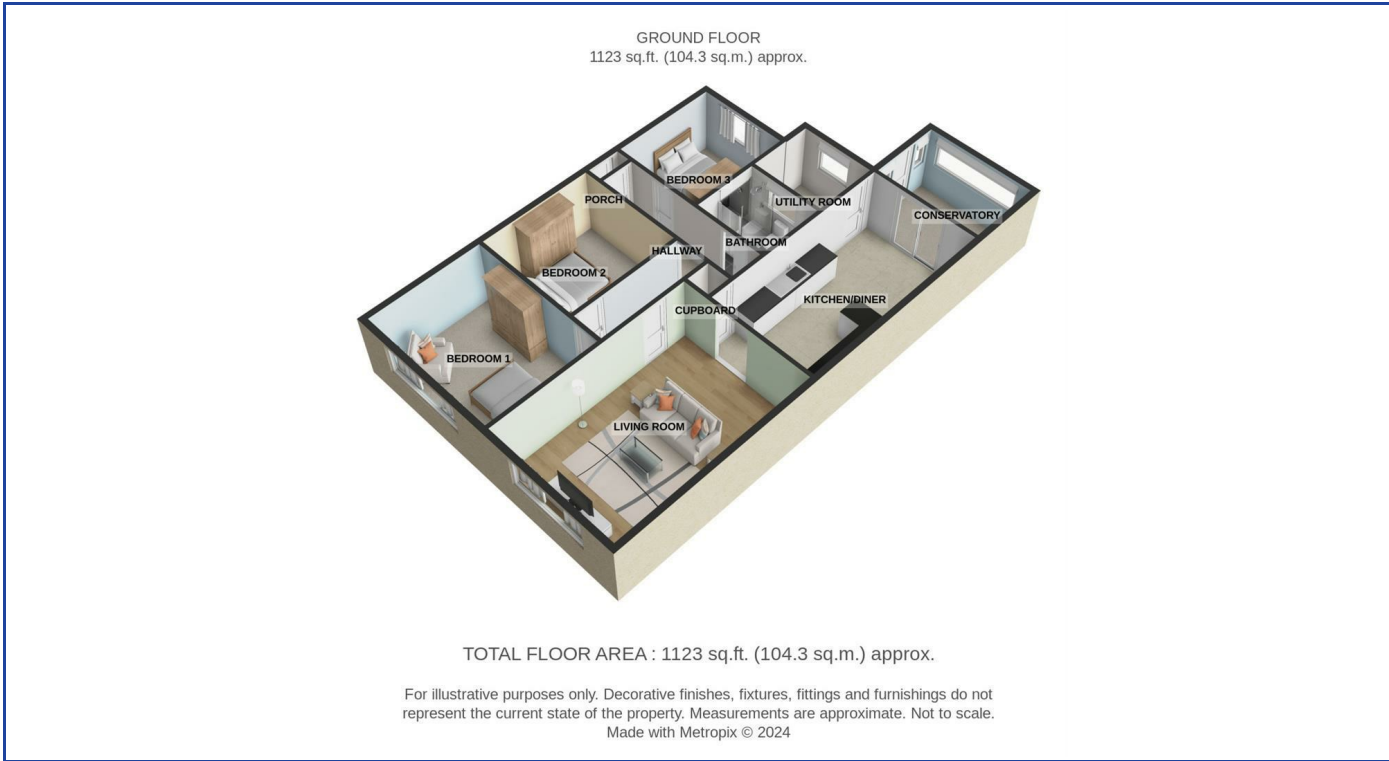 GROUND FLOOR
1123 sq.ft. (104.3 sq.m.) approx.
BEDROOM 3
PORCH
UTILITY ROOM
CONSERVATORY
BATHROOM
HALLWAY
BEDROOM 2
KITCHEN/DINER
CUPBOARD
BEDROOM 1
LIVING ROOM
TOTAL FLOOR AREA : 1123 sq.ft. (104.3 sq.m.) approx.
For illustrative purposes only. Decorative finishes, fixtures, fittings and furnishings do not
represent the current state of the property. Measurements are approximate. Not to scale.
Made with Metropix © 2024